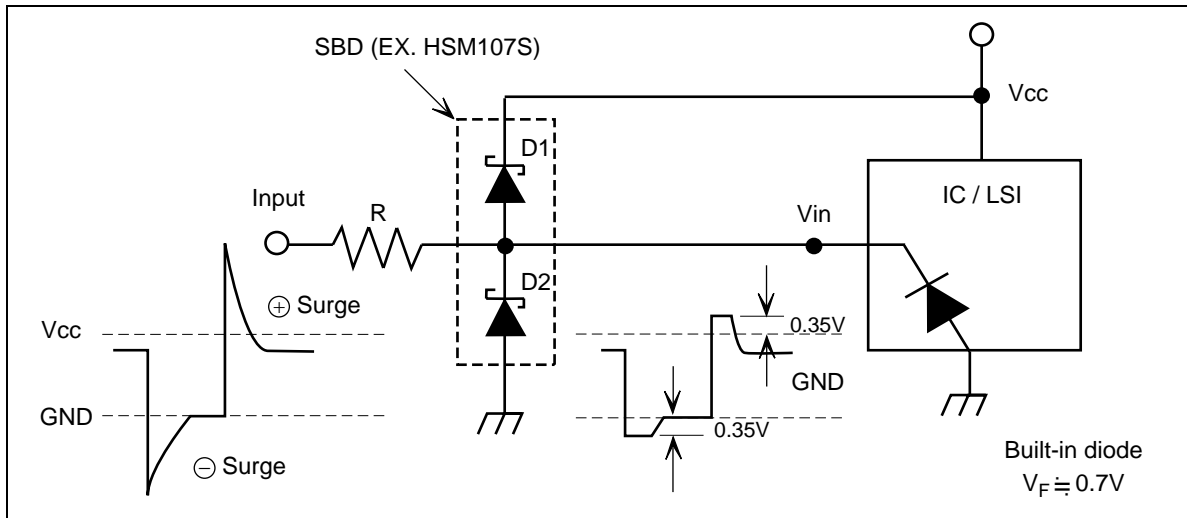 SBD (EX. HSM107S)
Vcc
D1
IC / LSI
Input
R
Vin
D2
⊕ Surge
Vcc
0.35V
GND
GND
0.35V
⊖ Surge
Built-in diode
VF≒0.7V